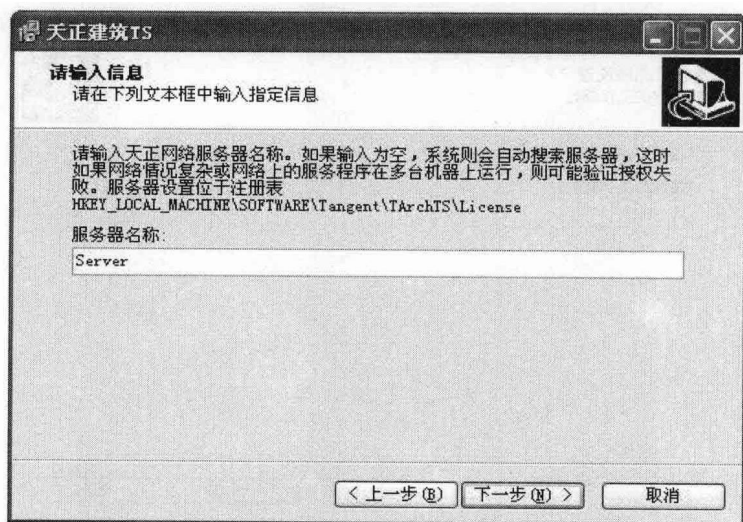 天正建筑TS
请输入信息
请在下列文本框中输入指定信息
请输入天正网络服务器名称。如果输入为空，系统则会自动搜索服务器，这时
如果网络情况复杂或网络上的服务程序在多台机器上运行，则可能验证授权失
败。服务器设置位于注册表
HKEY_LOCAL_MACHINE\SOFTWARE\Tangent\TArchTS\License
服务器名称:
Server
< 上一步(B) 下一步(N) > 取消